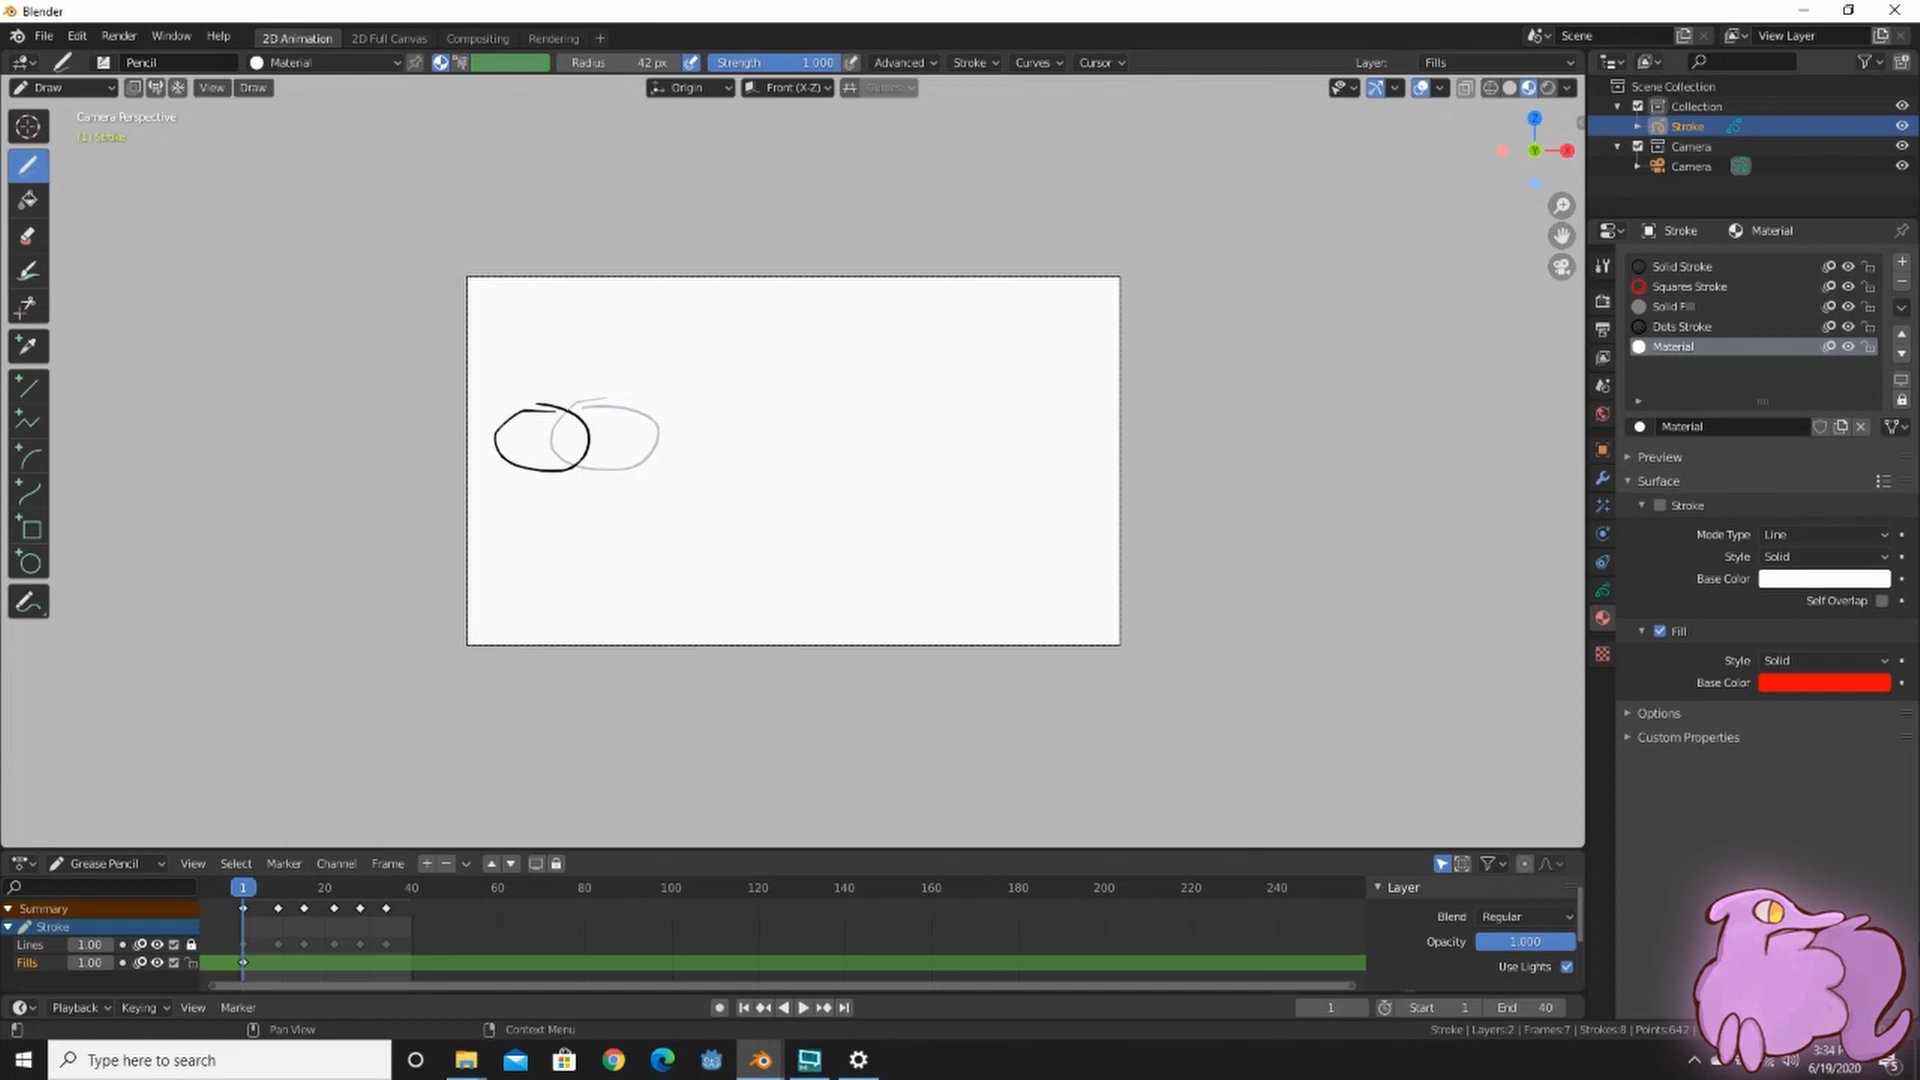 Blender
File Edit Render Window Help 2D Animation 2D Full Canvas Compositing Rendering + Scene View Layer
Pencil Material Radius 42 px Strength 1.000 Advanced Stroke Curves Cursor Layer: Fills
Draw View Draw Origin Front (X-Z) Guides
Camera Perspective
(1) Stroke
Z
Y
X
Scene Collection
Collection
Stroke
Camera
Camera
Stroke Material
Solid Stroke
Squares Stroke
Solid Fill
Dots Stroke
Material
Material
Preview
Surface
Stroke
Mode Type Line
Style Solid
Base Color
Self Overlap
Fill
Style Solid
Base Color
Options
Custom Properties
Grease Pencil View Select Marker Channel Frame
1 20 40 60 80 100 120 140 160 180 200 220 240
Summary
Stroke
Lines 1.00
Fills 1.00
Layer
Blend Regular
Opacity 1.000
Use Lights
Playback Keying View Marker 1 Start 1 End 40
Pan View Context Menu Stroke | Layers:2 | Frames:7 | Strokes:8 | Points:642 |
Type here to search
3:34
6/19/2020
5